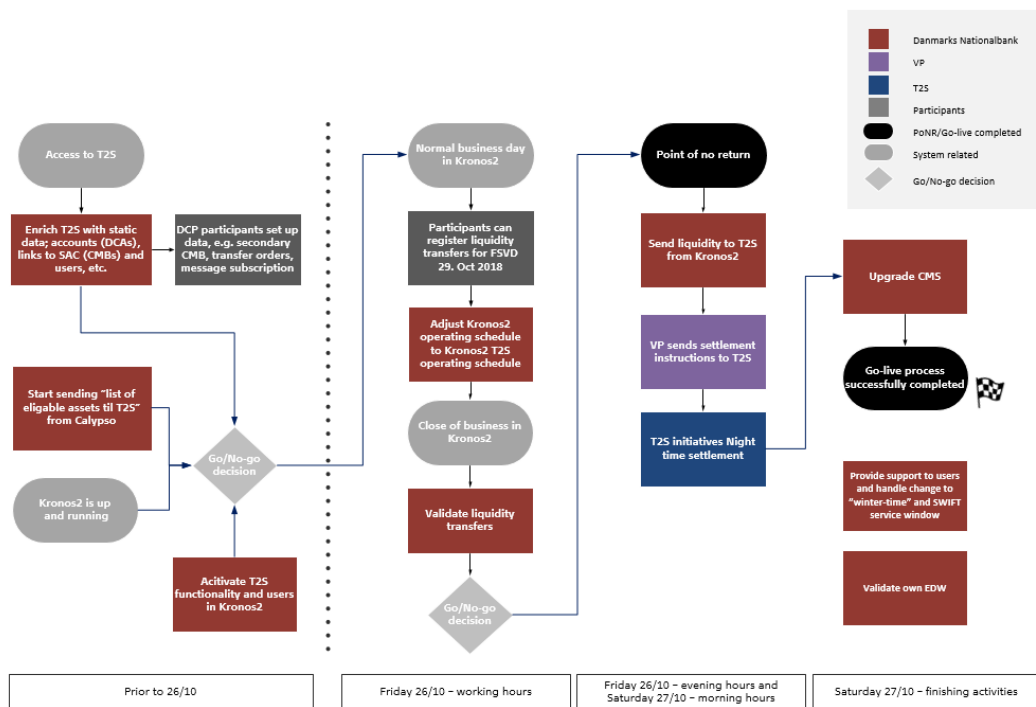 Danmarks Nationalbank
VP
T2S
Participants
PoNR/Go-live completed
System related
Go/No-go decision
Access to T2S
Enrich T2S with static
data; accounts (DCAs),
links to SAC (CMBs) and
users, etc.
DCP participants set up
data, e.g. secondary
CMB, transfer orders,
message subscription
Start sending "list of
eligable assets til T2S"
from Calypso
Kronos2 is up
and running
Go/No-go
decision
Acitivate T2S
functionality and users
in Kronos2
Normal business day
in Kronos2
Participants can
register liquidity
transfers for FSVD
29. Oct 2018
Adjust Kronos2
operating schedule
to Kronos2 T2S
operating schedule
Close of business in
Kronos2
Validate liquidity
transfers
Go/No-go
decision
Point of no return
Send liquidity to T2S
from Kronos2
VP sends settlement
instructions to T2S
T2S initiatives Night
time settlement
Upgrade CMS
Go-live process
successfully completed
Provide support to users
and handle change to
"winter-time" and SWIFT
service window
Validate own EDW
Prior to 26/10
Friday 26/10 – working hours
Friday 26/10 – evening hours and
Saturday 27/10 – morning hours
Saturday 27/10 – finishing activities